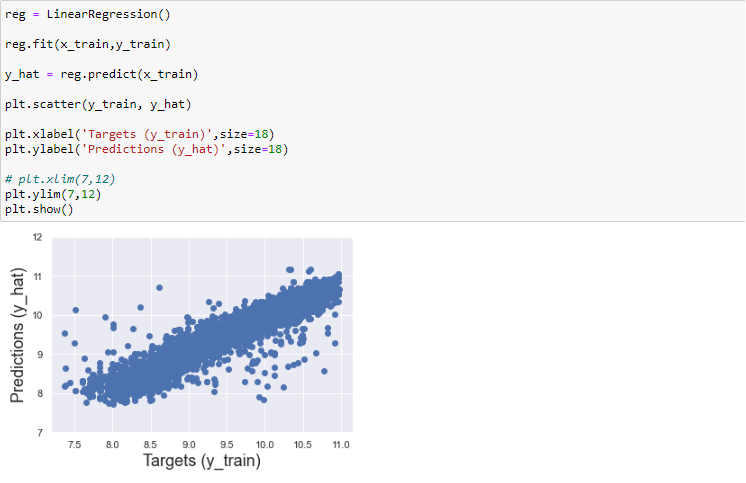 reg = LinearRegression()
reg.fit(x_train,y_train)
y_hat = reg.predict(x_train)
plt.scatter(y_train, y_hat)
plt.xlabel('Targets (y_train)',size=18)
plt.ylabel('Predictions (y_hat)',size=18)
# plt.xlim(7,12)
plt.ylim(7,12)
plt.show()
12
11
10
9
8
7
Predictions (y_hat)
7.5 8.0 8.5 9.0 9.5 10.0 10.5 11.0
Targets (y_train)